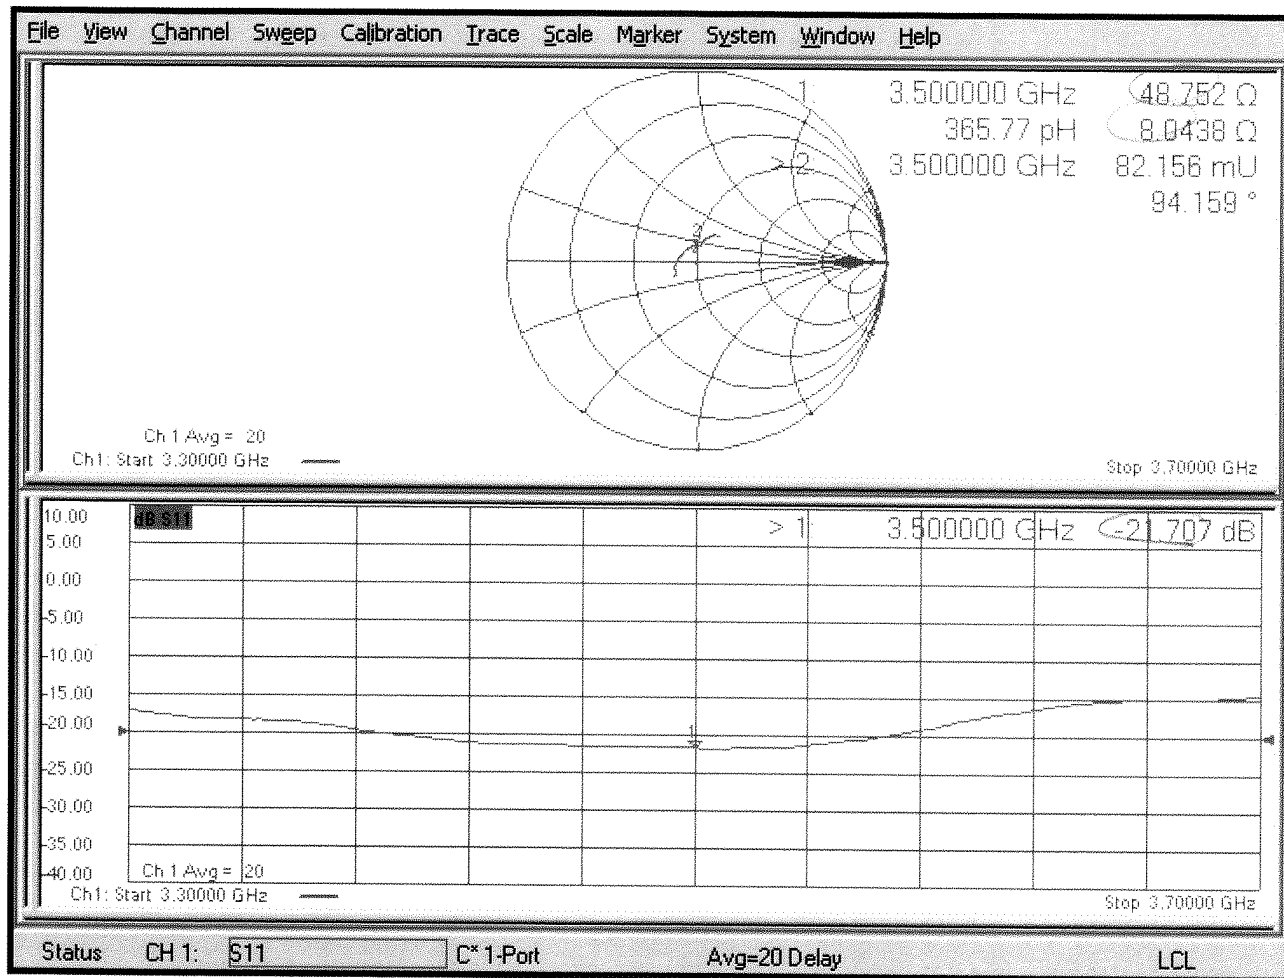 File View Channel Sweep Calibration Trace Scale Marker System Window Help
1: 3.500000 GHz 48.752 Ω
365.77 pH 8.0438 Ω
> 2: 3.500000 GHz 82.156 mU
94.159 °
2
Ch 1 Avg = 20
Ch1: Start 3.30000 GHz
Stop 3.70000 GHz
10.00
5.00
0.00
-5.00
-10.00
-15.00
-20.00
-25.00
-30.00
-35.00
-40.00
dB S11
> 1: 3.500000 GHz -21.707 dB
1
Ch 1 Avg = 20
Ch1: Start 3.30000 GHz
Stop 3.70000 GHz
Status CH 1: S11 C* 1-Port Avg=20 Delay LCL